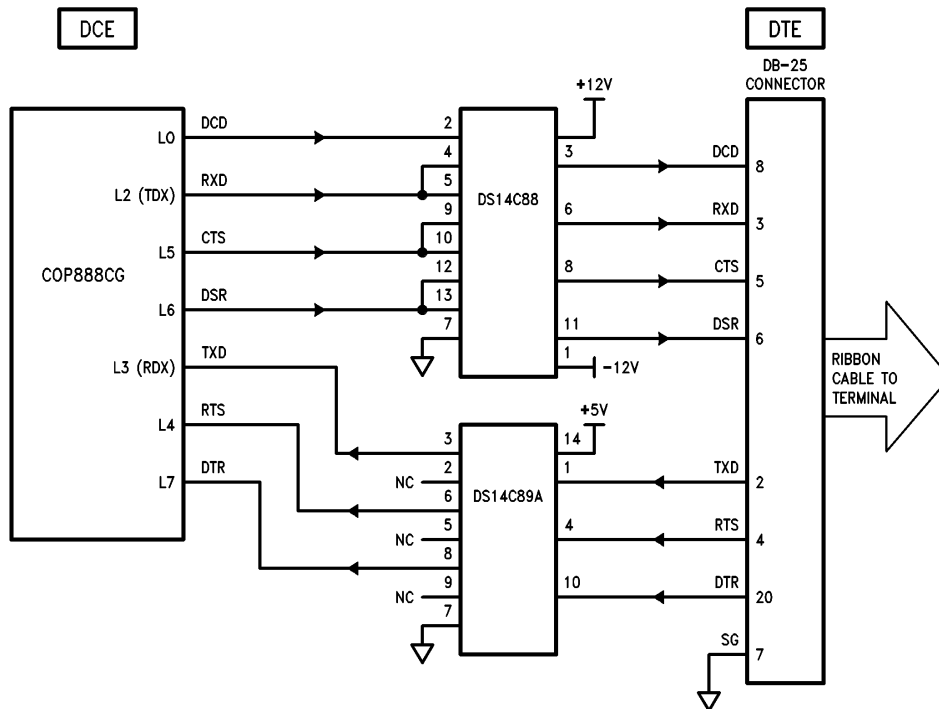 DCE
DTE
DB-25
CONNECTOR
+12V
L0 DCD 2
4
3 DCD 8
L2 (TDX) RXD 5
DS14C88
9
6 RXD 3
L5 CTS 10
COP888CG
12
8 CTS 5
L6 DSR 13
7
11 DSR 6
1
-12V
L3 (RDX) TXD
RIBBON
CABLE TO
TERMINAL
+5V
L4 RTS
3
14
L7 DTR
NC 2
1 TXD 2
6
DS14C89A
NC 5
4 RTS 4
8
NC 9
10 DTR 20
7
SG 7